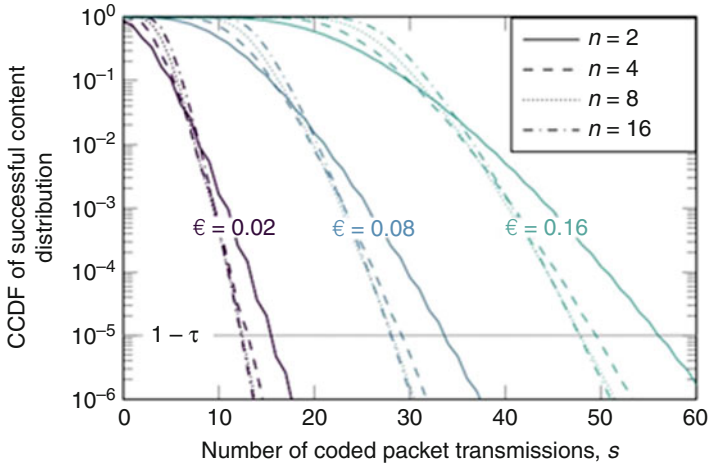 CCDF of successful content
distribution
10⁰
10⁻¹
10⁻²
10⁻³
10⁻⁴
10⁻⁵
10⁻⁶
n = 2
n = 4
n = 8
n = 16
€ = 0.02
€ = 0.08
€ = 0.16
1 – τ
0 10 20 30 40 50 60
Number of coded packet transmissions, s